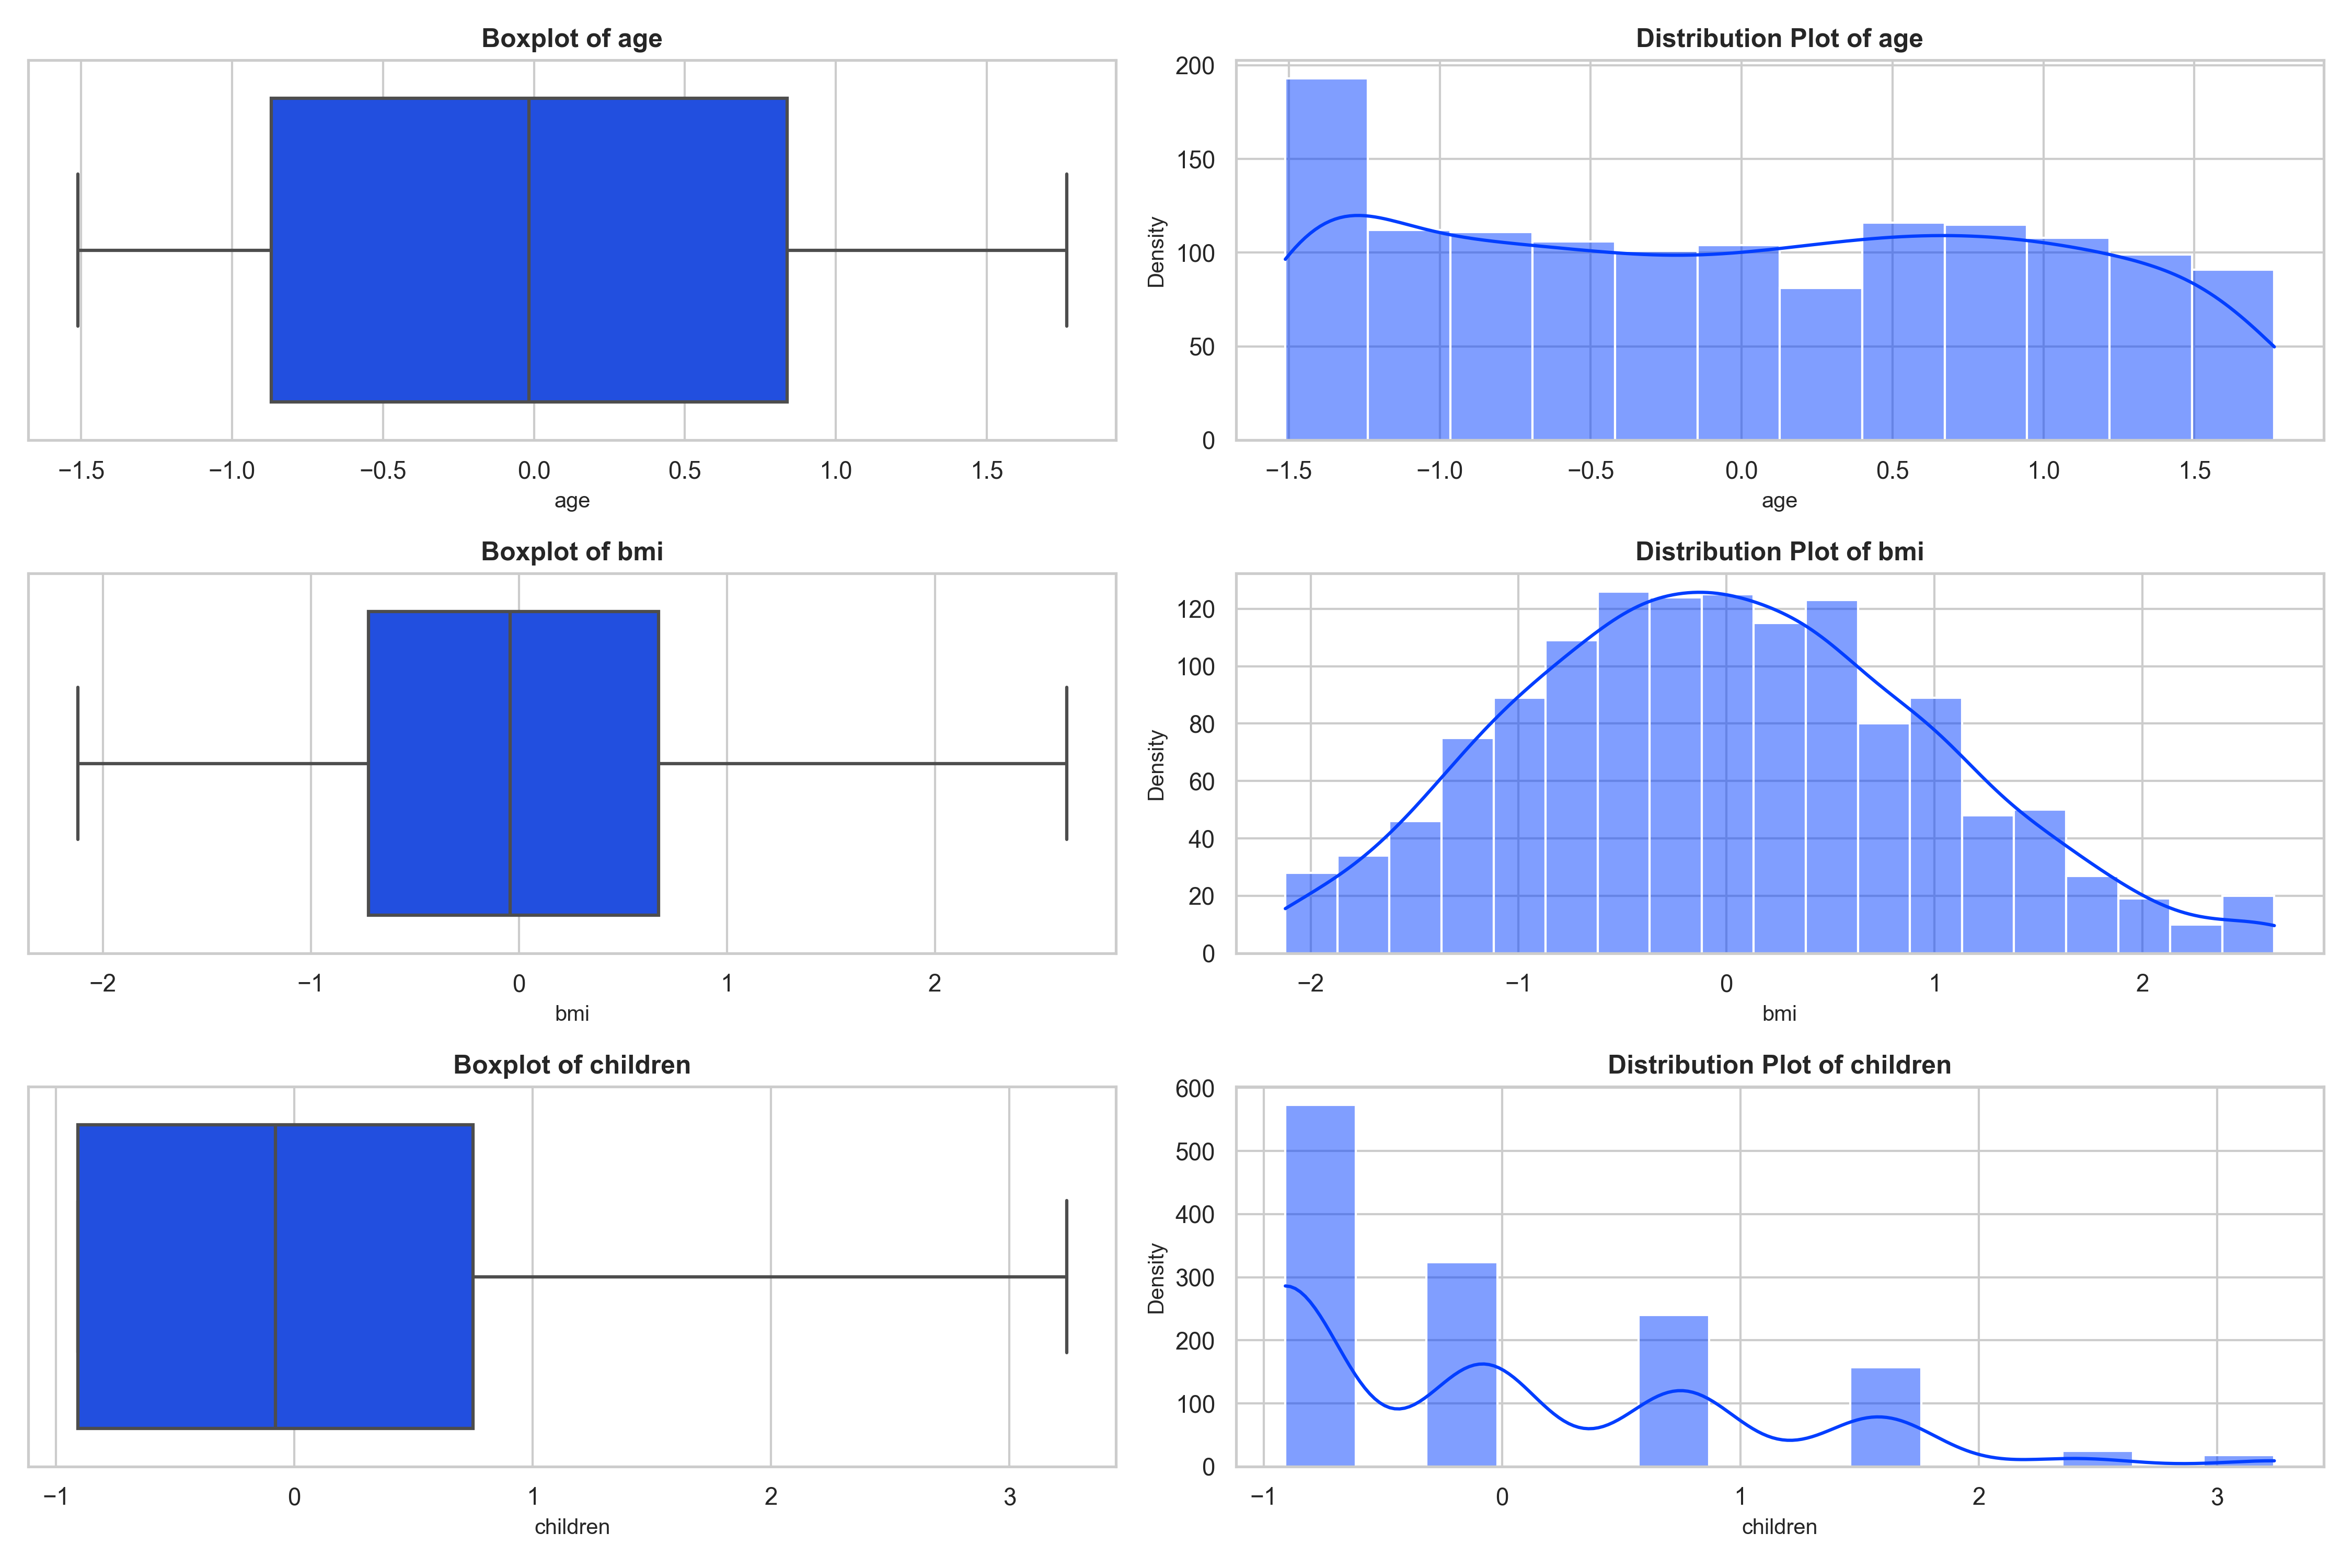 Boxplot of age
−1.5 −1.0 −0.5 0.0 0.5 1.0 1.5
age
Distribution Plot of age
200
150
100
50
0
Density
−1.5 −1.0 −0.5 0.0 0.5 1.0 1.5
age
Boxplot of bmi
−2 −1 0 1 2
bmi
Distribution Plot of bmi
120
100
80
60
40
20
0
Density
−2 −1 0 1 2
bmi
Boxplot of children
−1 0 1 2 3
children
Distribution Plot of children
600
500
400
300
200
100
0
Density
−1 0 1 2 3
children